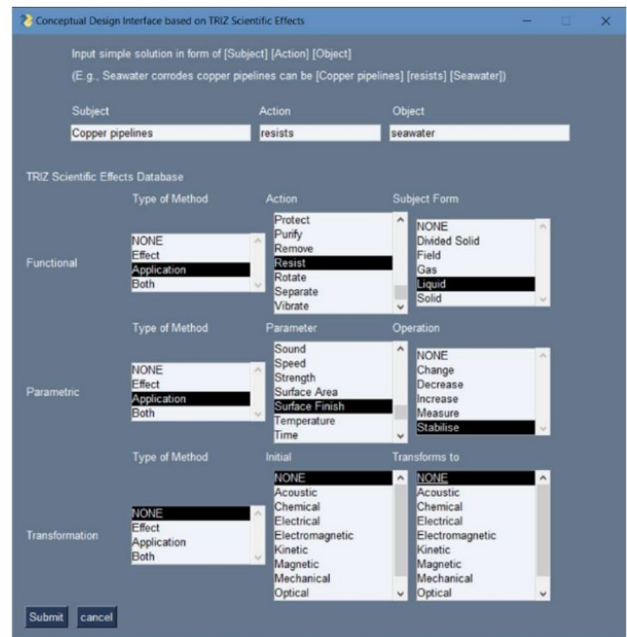 Conceptual Design Interface based on TRIZ Scientific Effects
Input simple solution in form of [Subject] [Action] [Object]
(E.g., Seawater corrodes copper pipelines can be [Copper pipelines] [resists] [Seawater])
Subject Action Object
Copper pipelines resists seawater
TRIZ Scientific Effects Database
Type of Method Action Subject Form
Functional
NONE
Effect
Application
Both
Protect
Purify
Remove
Resist
Rotate
Separate
Vibrate
NONE
Divided Solid
Field
Gas
Liquid
Solid
Type of Method Parameter Operation
Parametric
NONE
Effect
Application
Both
Sound
Speed
Strength
Surface Area
Surface Finish
Temperature
Time
NONE
Change
Decrease
Increase
Measure
Stabilise
Type of Method Initial Transforms to
Transformation
NONE
Effect
Application
Both
NONE
Acoustic
Chemical
Electrical
Electromagnetic
Kinetic
Magnetic
Mechanical
Optical
NONE
Acoustic
Chemical
Electrical
Electromagnetic
Kinetic
Magnetic
Mechanical
Optical
Submit cancel